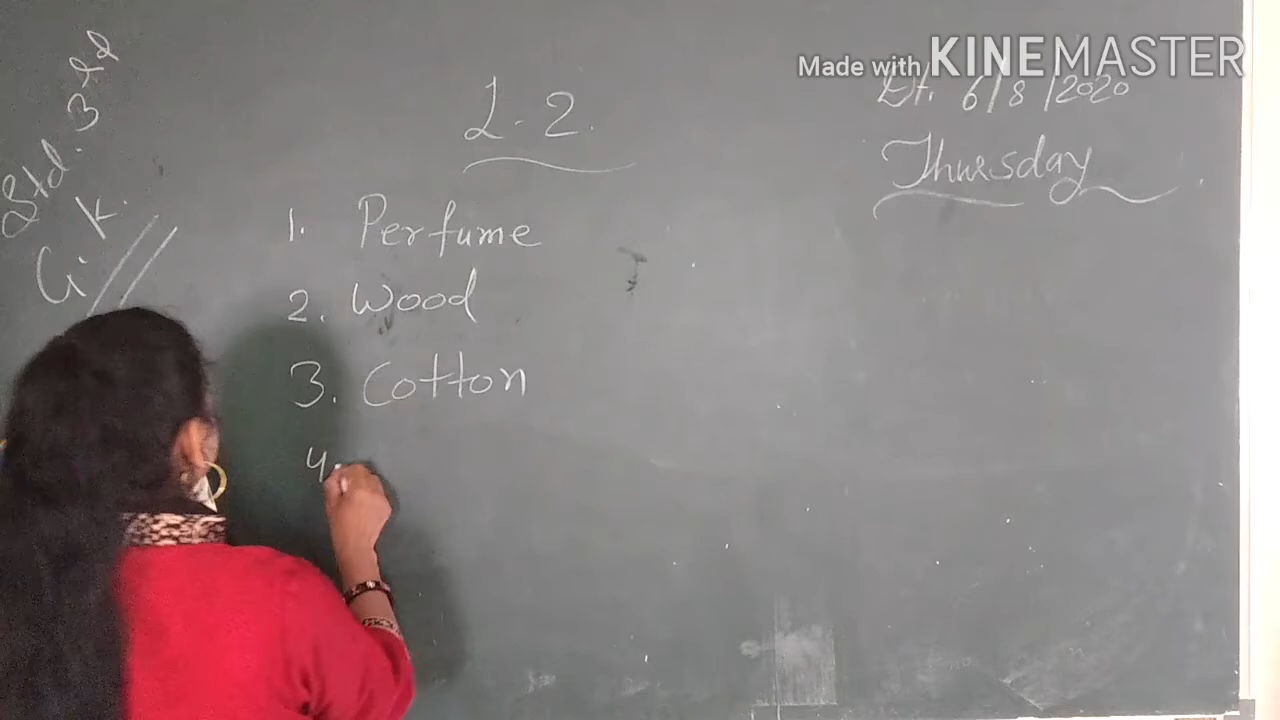 Made with KINEMASTER
Std. 3rd
G.K.
L-2.
Dt. 6/8/2020
Thursday
1. Perfume
2. Wood
3. Cotton
4.